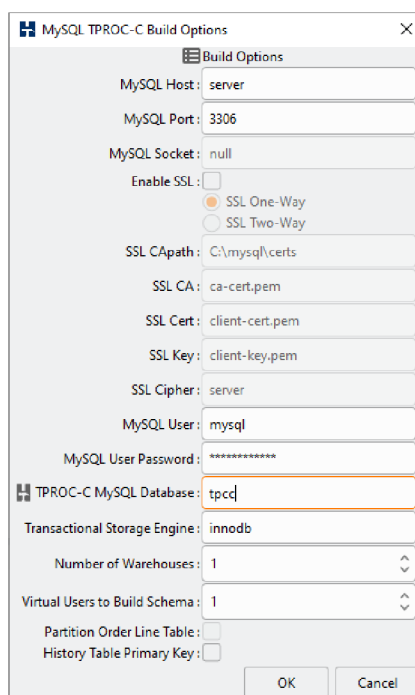 MySQL TPROC-C Build Options
Build Options
MySQL Host : server
MySQL Port : 3306
MySQL Socket : null
Enable SSL :
SSL One-Way
SSL Two-Way
SSL CApath : C:\mysql\certs
SSL CA : ca-cert.pem
SSL Cert : client-cert.pem
SSL Key : client-key.pem
SSL Cipher : server
MySQL User : mysql
MySQL User Password : ************
TPROC-C MySQL Database : tpcc
Transactional Storage Engine : innodb
Number of Warehouses : 1
Virtual Users to Build Schema : 1
Partition Order Line Table :
History Table Primary Key :
OK Cancel